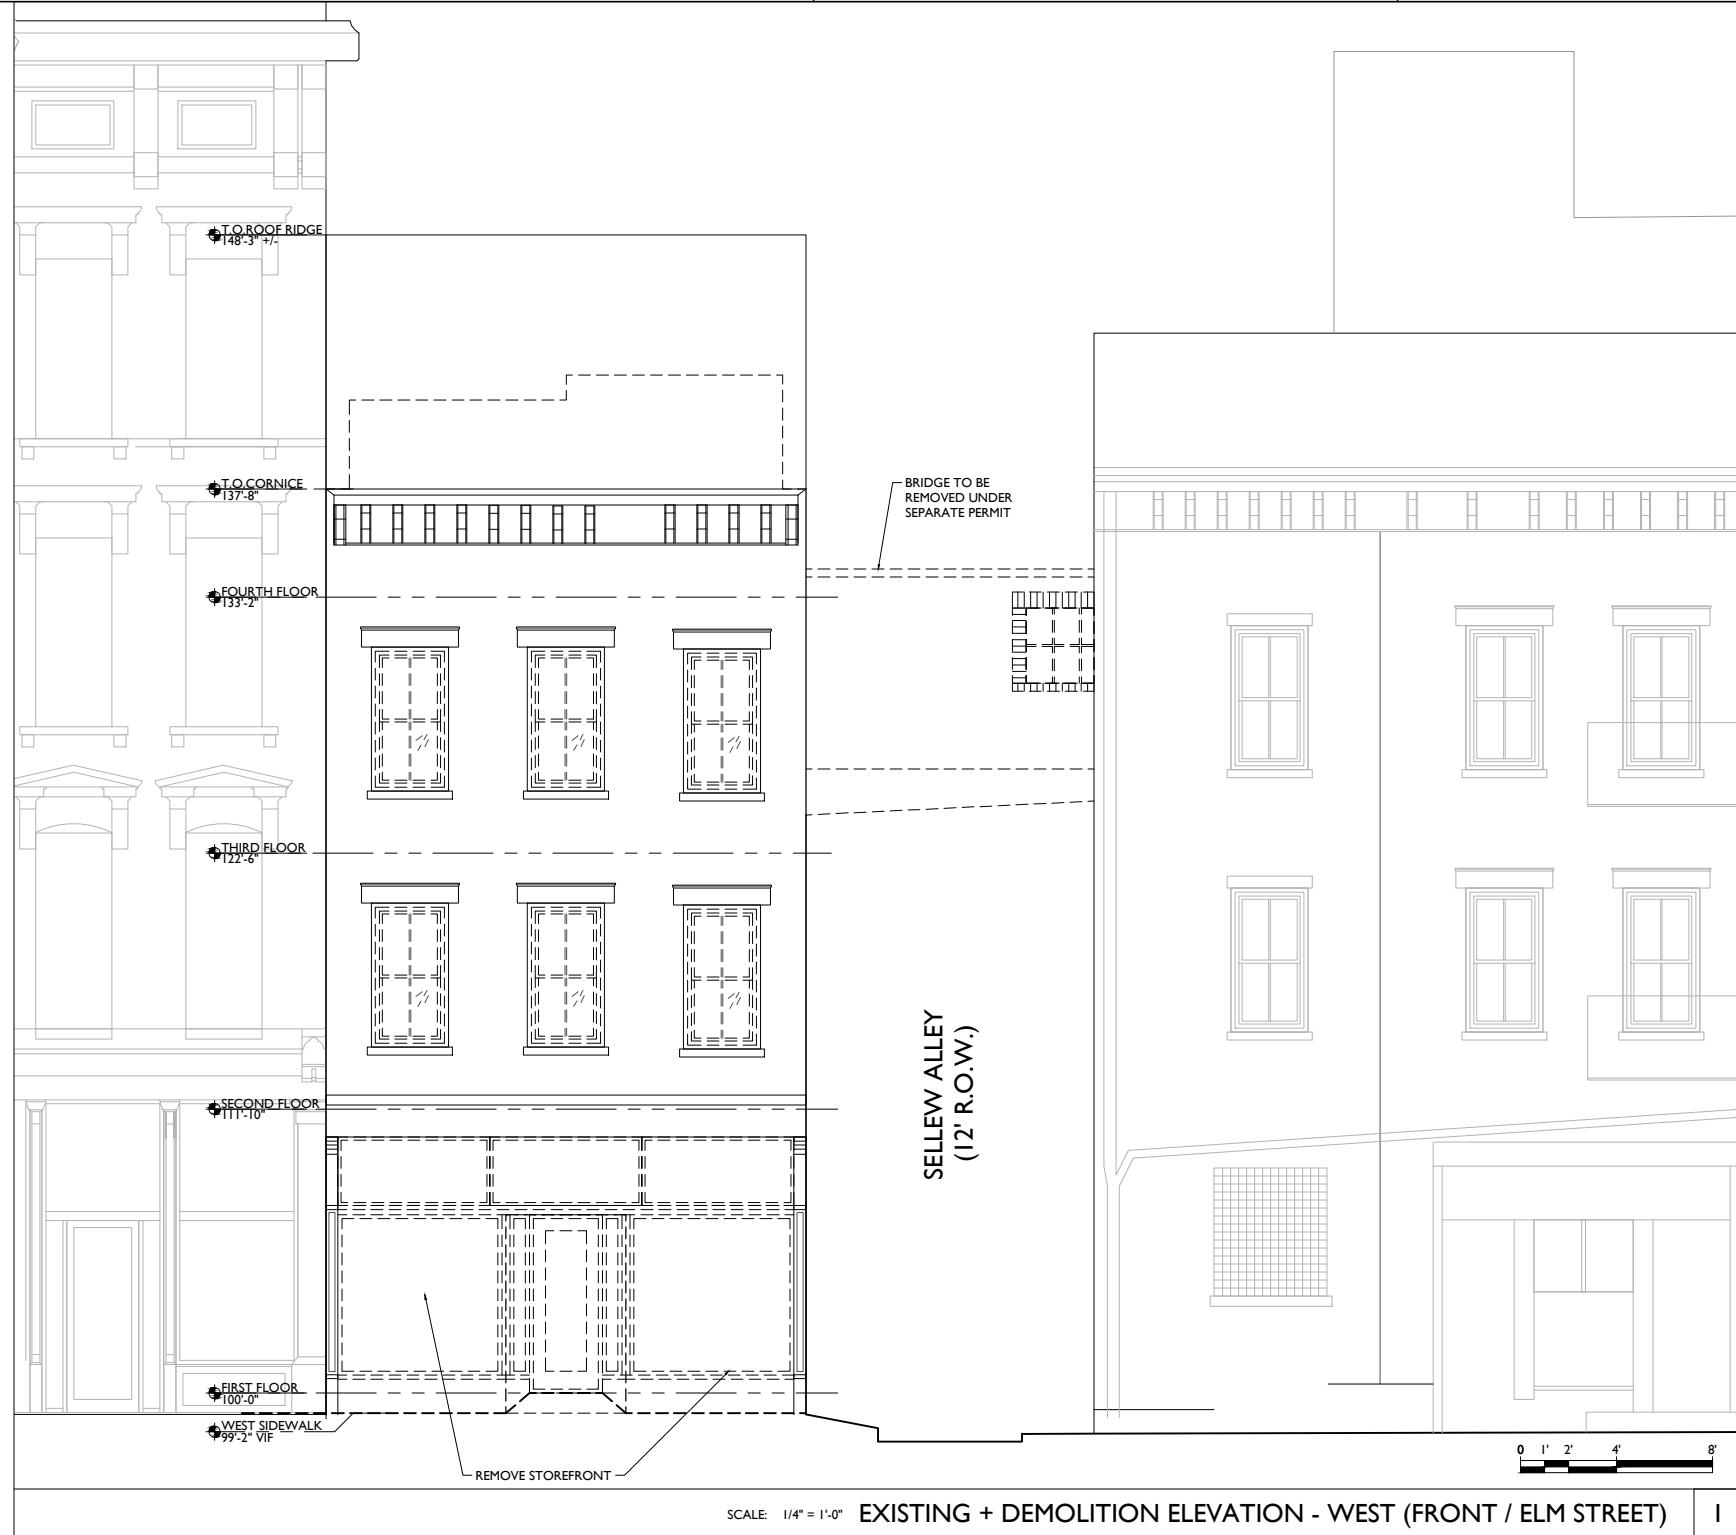 T.O.ROOF RIDGE
148'-3" +/-
T.O.CORNICE
137'-8"
BRIDGE TO BE
REMOVED UNDER
SEPARATE PERMIT
FOURTH FLOOR
133'-2"
THIRD FLOOR
122'-6"
SELLEW ALLEY
(12' R.O.W.)
SECOND FLOOR
111'-10"
FIRST FLOOR
100'-0"
WEST SIDEWALK
99'-2" VIF
REMOVE STOREFRONT
0 1' 2' 4' 8'
SCALE: 1/4" = 1'-0" EXISTING + DEMOLITION ELEVATION - WEST (FRONT / ELM STREET) 1